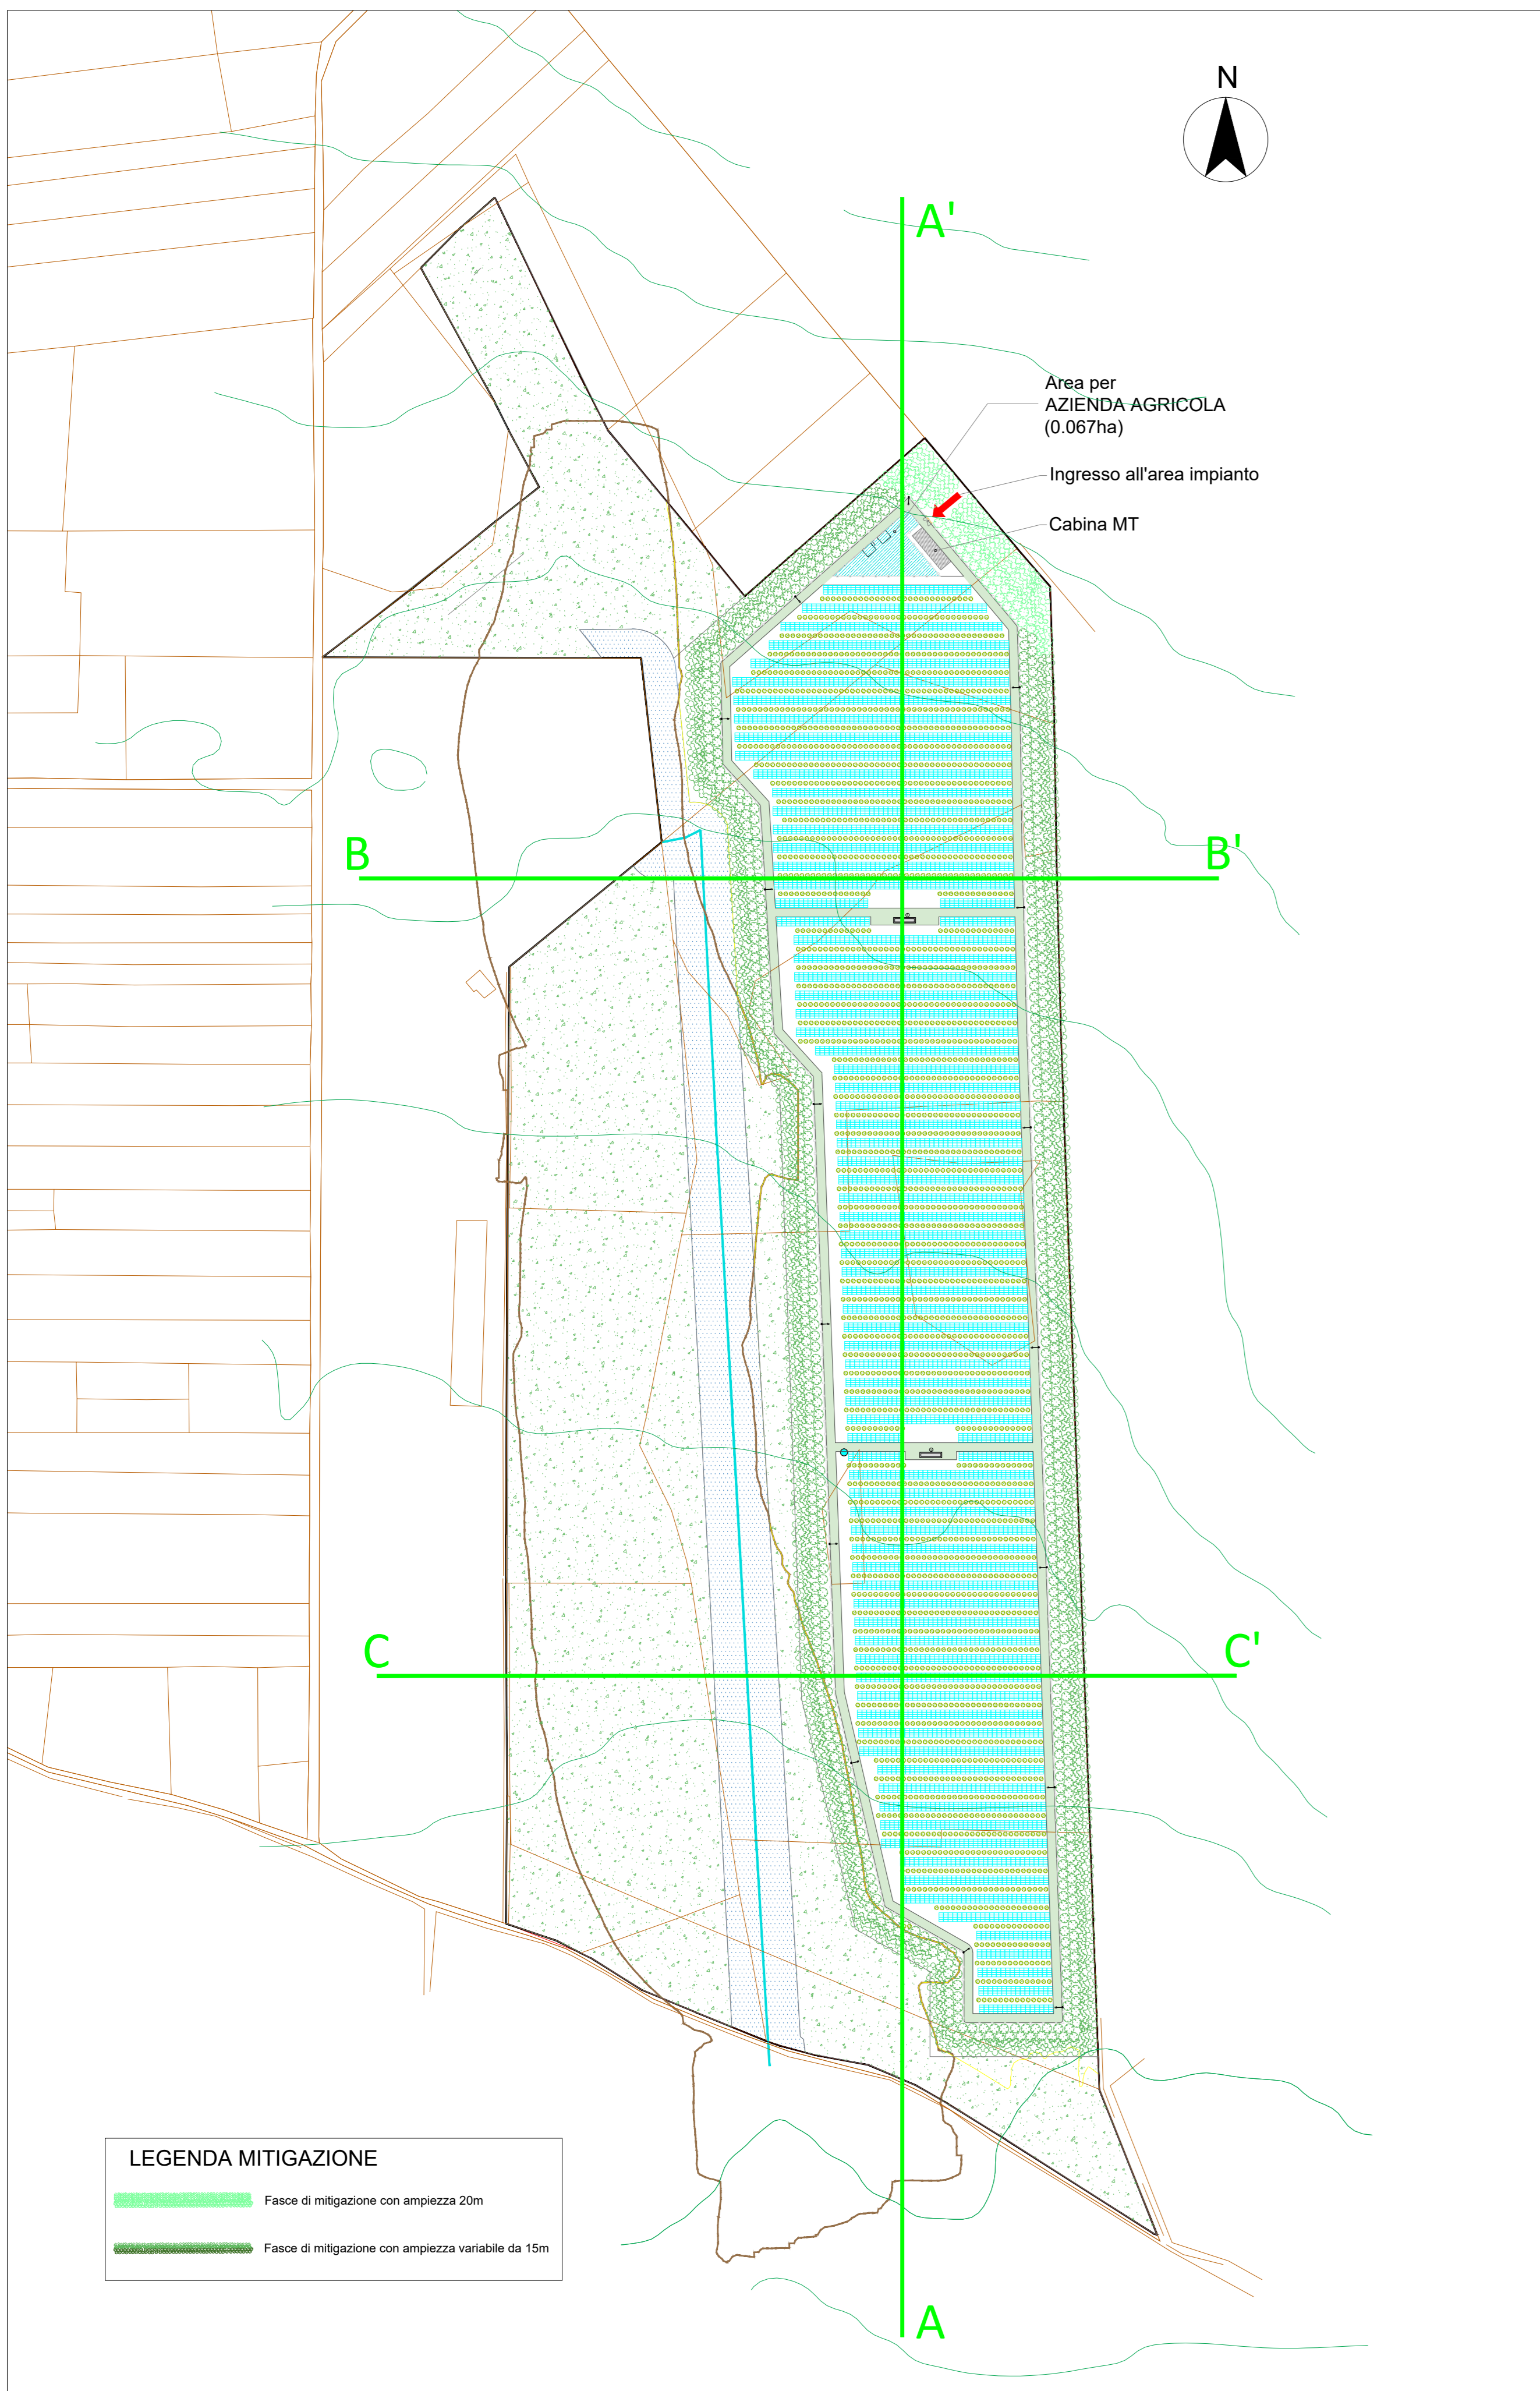 N
A'
Area per
AZIENDA AGRICOLA
(0.067ha)
Ingresso all'area impianto
Cabina MT
B
B'
C
C'
LEGENDA MITIGAZIONE
Fasce di mitigazione con ampiezza 20m
Fasce di mitigazione con ampiezza variabile da 15m
A